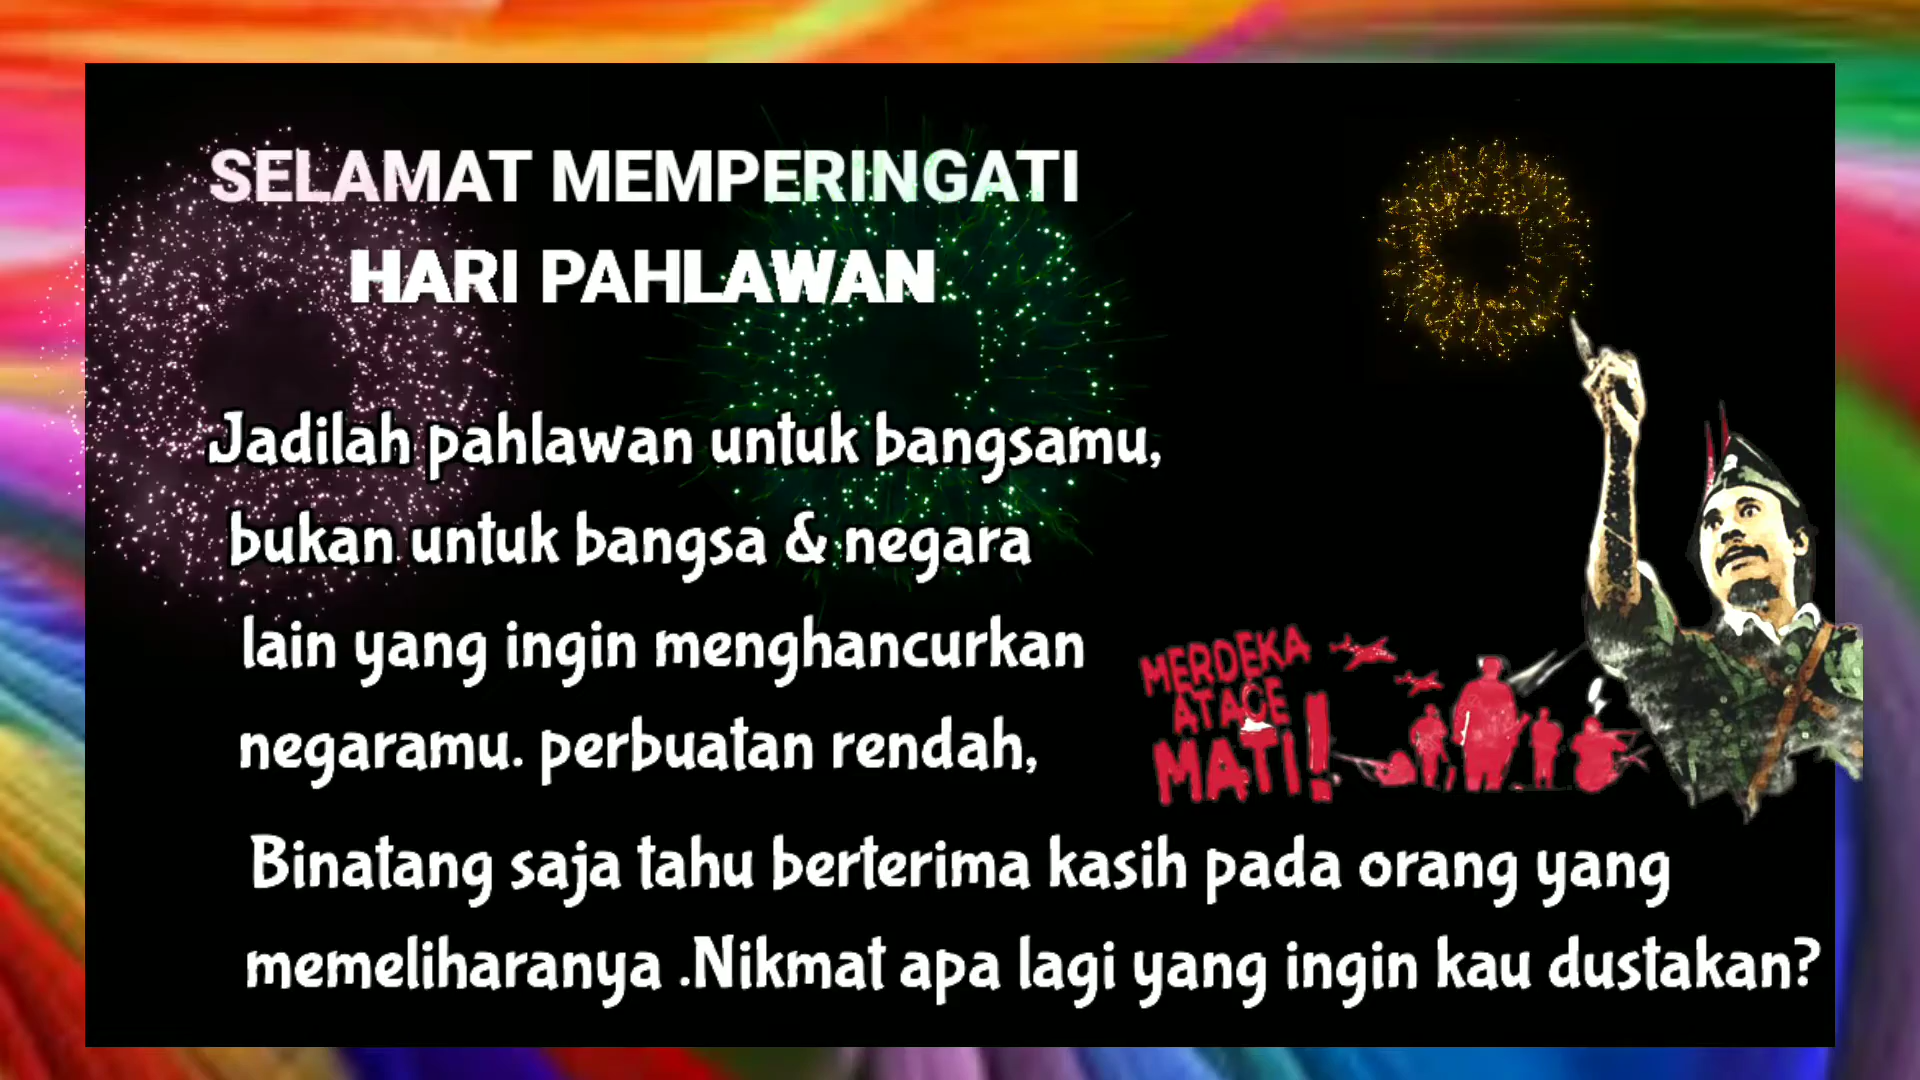 SELAMAT MEMPERINGATI
HARI PAHLAWAN
Jadilah pahlawan untuk bangsamu,
bukan untuk bangsa & negara
lain yang ingin menghancurkan
negaramu. perbuatan rendah,
MERDEKA
ATAOE
MATI!
Binatang saja tahu berterima kasih pada orang yang
memeliharanya .Nikmat apa lagi yang ingin kau dustakan?